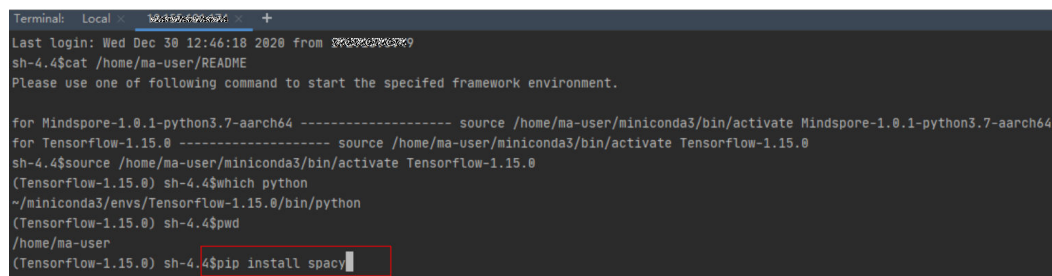 Terminal: Local × × +
Last login: Wed Dec 30 12:46:18 2020 from 9
sh-4.4$cat /home/ma-user/README
Please use one of following command to start the specifed framework environment.
for Mindspore-1.0.1-python3.7-aarch64 -------------------- source /home/ma-user/miniconda3/bin/activate Mindspore-1.0.1-python3.7-aarch64
for Tensorflow-1.15.0 -------------------- source /home/ma-user/miniconda3/bin/activate Tensorflow-1.15.0
sh-4.4$source /home/ma-user/miniconda3/bin/activate Tensorflow-1.15.0
(Tensorflow-1.15.0) sh-4.4$which python
~/miniconda3/envs/Tensorflow-1.15.0/bin/python
(Tensorflow-1.15.0) sh-4.4$pwd
/home/ma-user
(Tensorflow-1.15.0) sh-4.4$pip install spacy